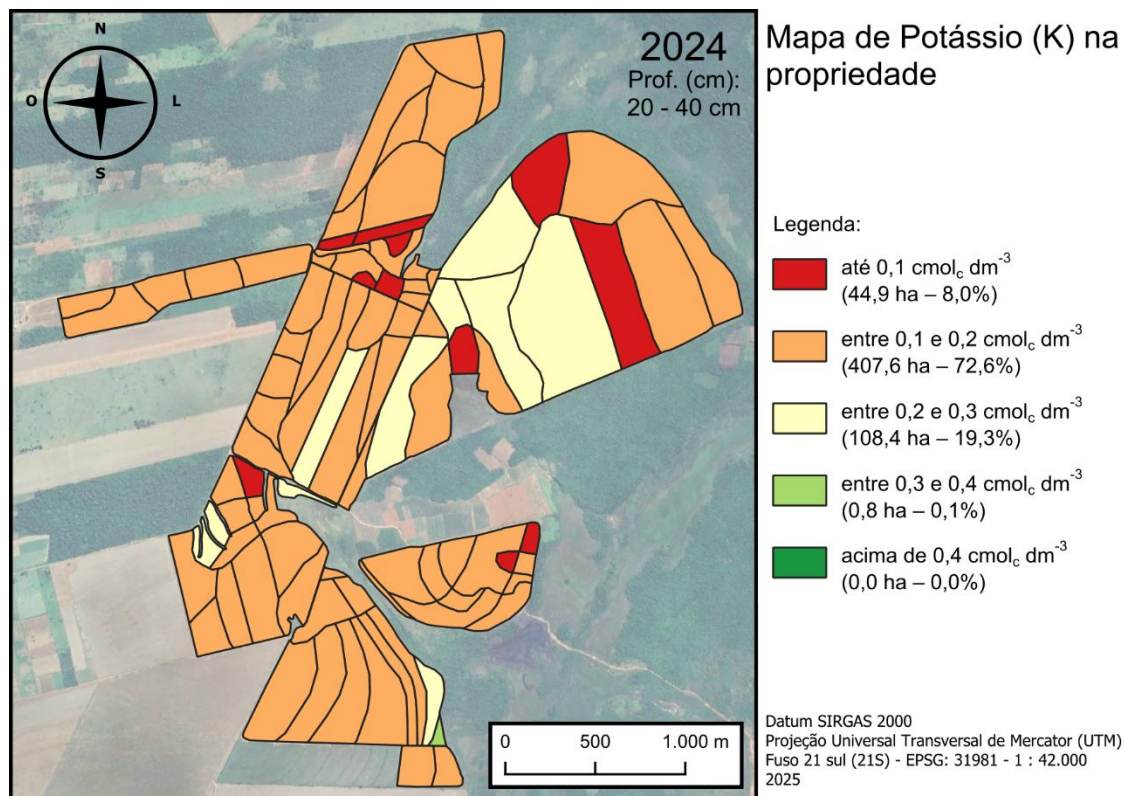 N
O
L
S
2024
Prof. (cm):
20 - 40 cm
0 500 1.000 m
Mapa de Potássio (K) na
propriedade
Legenda:
até 0,1 cmolc dm-3
(44,9 ha – 8,0%)
entre 0,1 e 0,2 cmolc dm-3
(407,6 ha – 72,6%)
entre 0,2 e 0,3 cmolc dm-3
(108,4 ha – 19,3%)
entre 0,3 e 0,4 cmolc dm-3
(0,8 ha – 0,1%)
acima de 0,4 cmolc dm-3
(0,0 ha – 0,0%)
Datum SIRGAS 2000
Projeção Universal Transversal de Mercator (UTM)
Fuso 21 sul (21S) - EPSG: 31981 - 1 : 42.000
2025